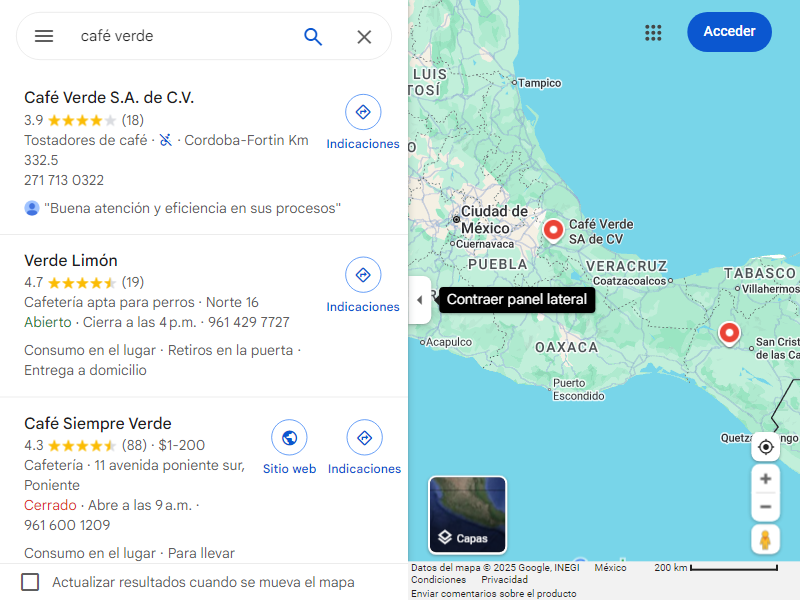 café verde
Café Verde S.A. de C.V.
3.9 (18)
Tostadores de café · · Cordoba-Fortin Km
332.5
271 713 0322
"Buena atención y eficiencia en sus procesos"
Indicaciones
Verde Limón
4.7 (19)
Cafetería apta para perros · Norte 16
Abierto · Cierra a las 4 p.m. · 961 429 7727
Consumo en el lugar · Retiros en la puerta ·
Entrega a domicilio
Indicaciones
Café Siempre Verde
4.3 (88) · $1-200
Cafetería · 11 avenida poniente sur,
Poniente
Cerrado · Abre a las 9 a.m. ·
961 600 1209
Consumo en el lugar · Para llevar
Sitio web
Indicaciones
Actualizar resultados cuando se mueva el mapa
Acceder
LUIS
TOSÍ
Tampico
O
Ciudad de
México
Cuernavaca
Café Verde
SA de CV
PUEBLA
VERACRUZ
Coatzacoalcos
TABASCO
Villahermos
Contraer panel lateral
Acapulco
OAXACA
San Crist
de las Ca
Puerto
Escondido
Quetz
ngo
Capas
Datos del mapa © 2025 Google, INEGI México 200 km
Condiciones Privacidad
Enviar comentarios sobre el producto